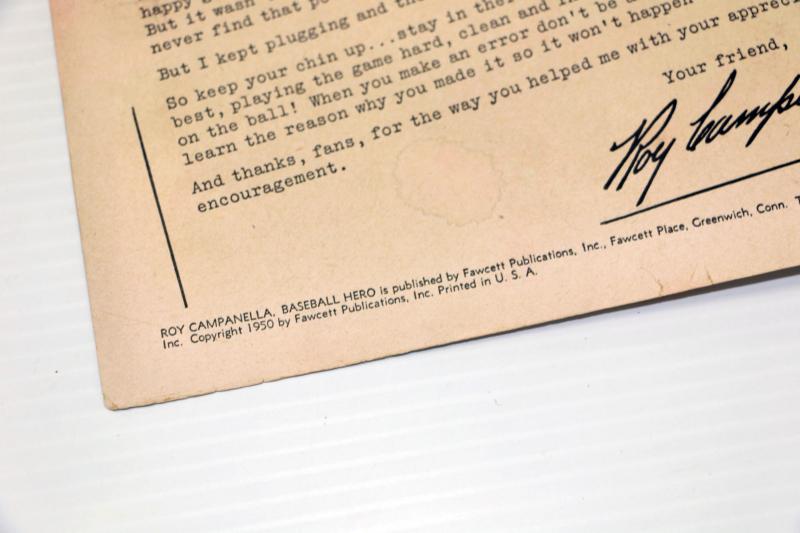 happy
But it wasn't
never find that
But I kept plugging and
So keep your chin up...stay in
best, playing the game hard, clean and
on the ball! When you make an error don't be
learn the reason why you made it so it won't happen
And thanks, fans, for the way you helped me with your
encouragement.
Your friend,
Roy
ROY CAMPANELLA, BASEBALL HERO is published by Fawcett Publications, Inc., Fawcett Place, Greenwich, Conn.
Inc. Copyright 1950 by Fawcett Publications, Inc. Printed in U. S. A.